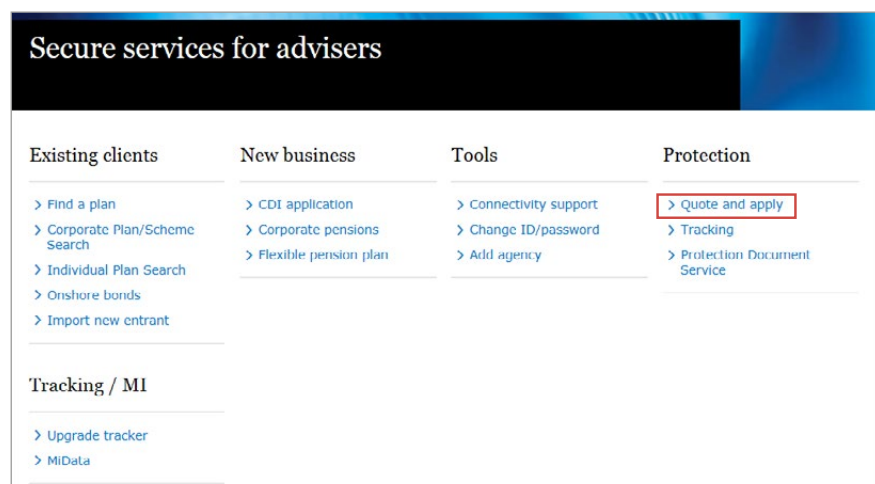 Secure services for advisers
Existing clients
Find a plan
Corporate Plan/Scheme
Search
Individual Plan Search
Onshore bonds
Import new entrant
New business
CDI application
Corporate pensions
Flexible pension plan
Tools
Connectivity support
Change ID/password
Add agency
Protection
Quote and apply
Tracking
Protection Document
Service
Tracking / MI
Upgrade tracker
MiData